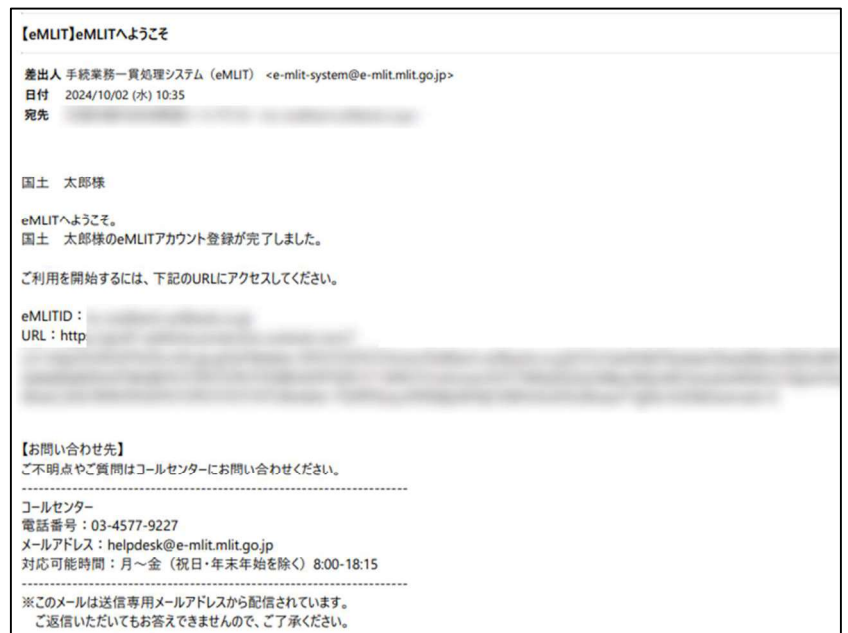 【eMLIT】eMLITへようこそ
差出人 手続業務一貫処理システム（eMLIT） <e-mlit-system@e-mlit.mlit.go.jp>
日付 2024/10/02 (水) 10:35
宛先
国土　太郎様
eMLITへようこそ。
国土　太郎様のeMLITアカウント登録が完了しました。
ご利用を開始するには、下記のURLにアクセスしてください。
eMLITID：
URL：http
【お問い合わせ先】
ご不明点やご質問はコールセンターにお問い合わせください。
----------------------------------------------------------------------
コールセンター
電話番号：03-4577-9227
メールアドレス：helpdesk@e-mlit.mlit.go.jp
対応可能時間：月～金（祝日・年末年始を除く）8:00-18:15
----------------------------------------------------------------------
※このメールは送信専用メールアドレスから配信されています。
ご返信いただいてもお答えできませんので、ご了承ください。